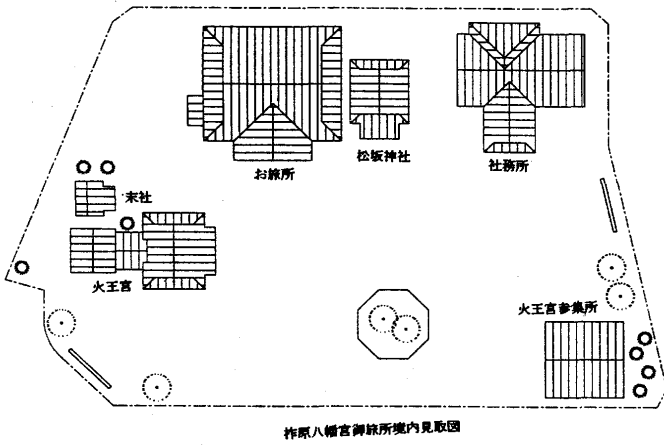 お旅所
松坂神社
社務所
末社
火王宮
火王宮参集所
柞原八幡宮御旅所境内見取図